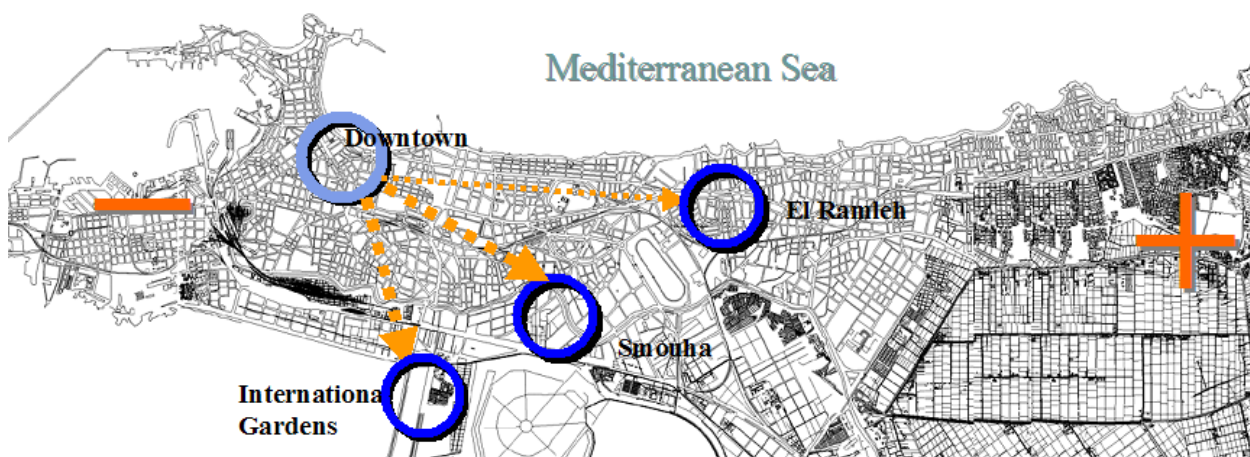 Mediterranean Sea
Downtown
El Ramleh
Smouha
Internationa
Gardens